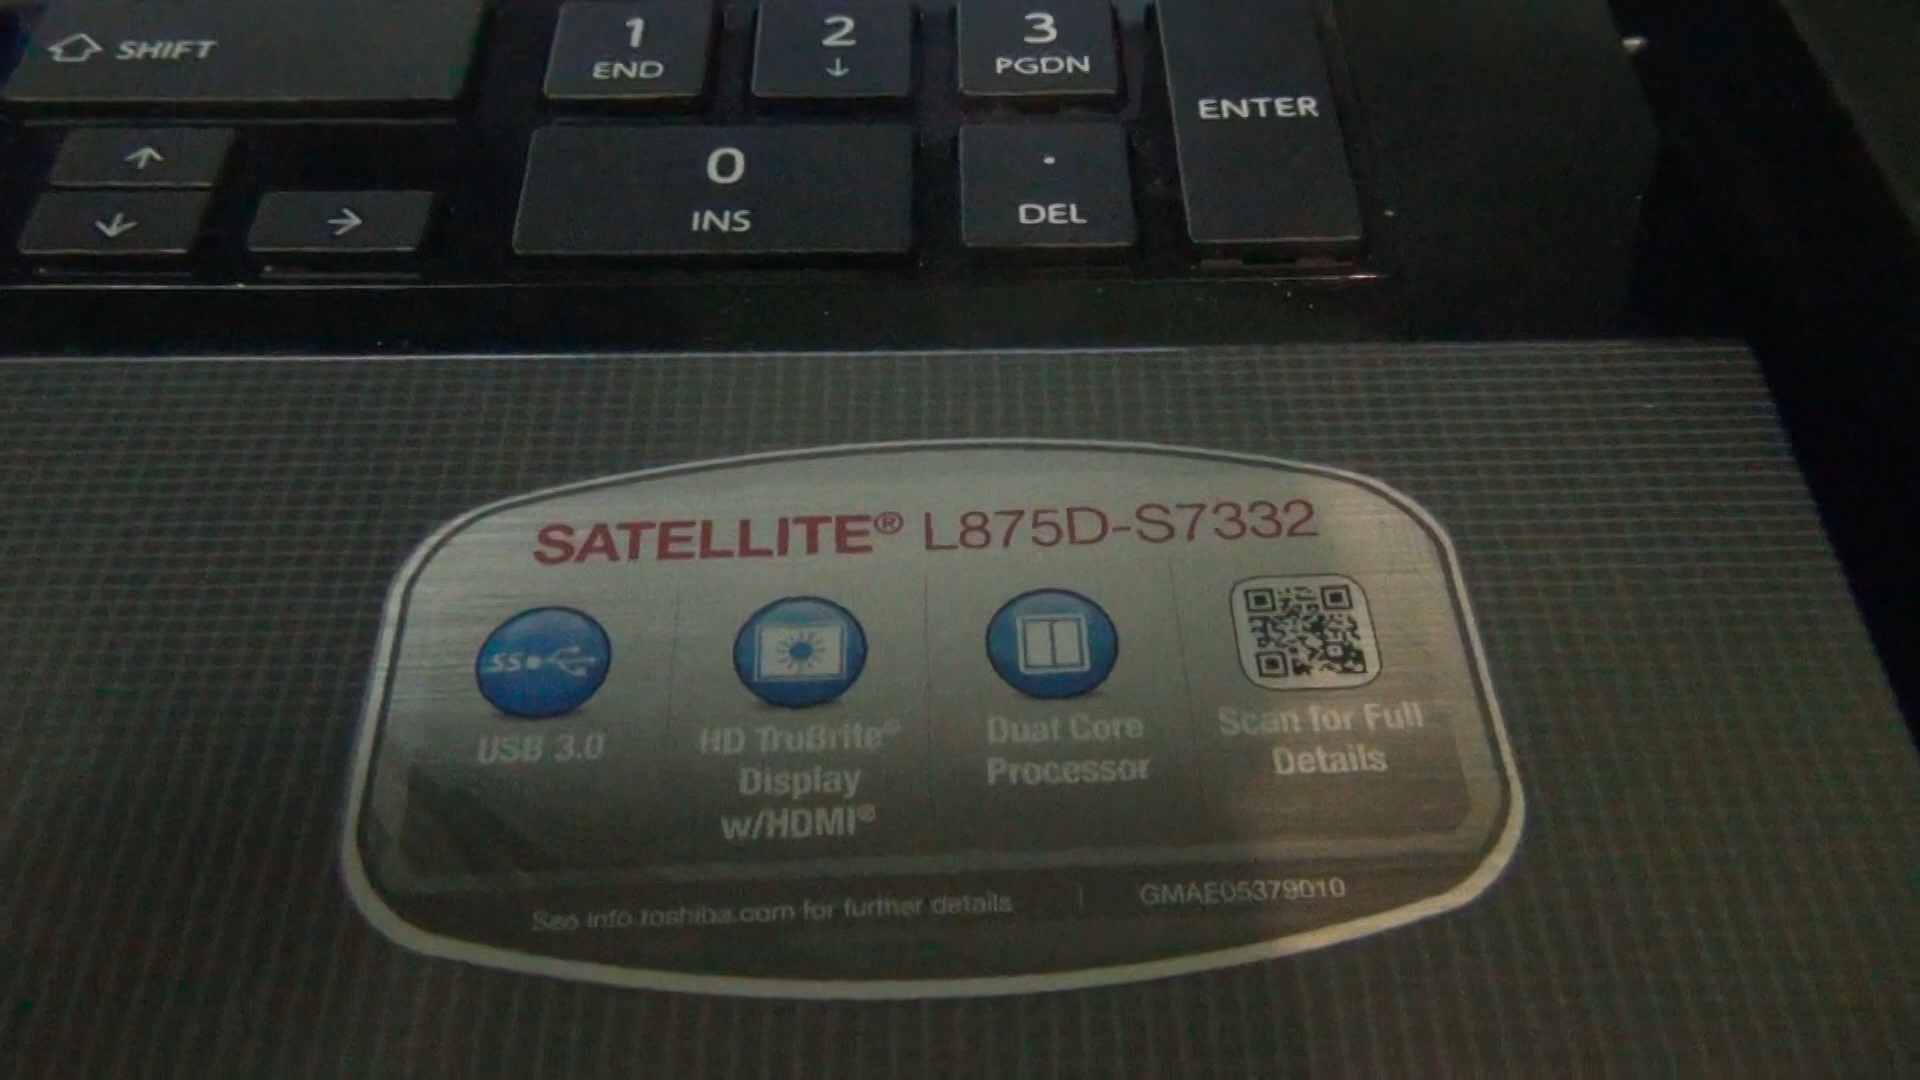 SHIFT
1
END
2
↓
3
PGDN
ENTER
↑
0
INS
.
DEL
↓
→
SATELLITE® L875D-S7332
SS
USB 3.0
HD TruBrite®
Display
w/HDMI®
Dual Core
Processor
Scan for Full
Details
See info.toshiba.com for further details | GMAE05379010